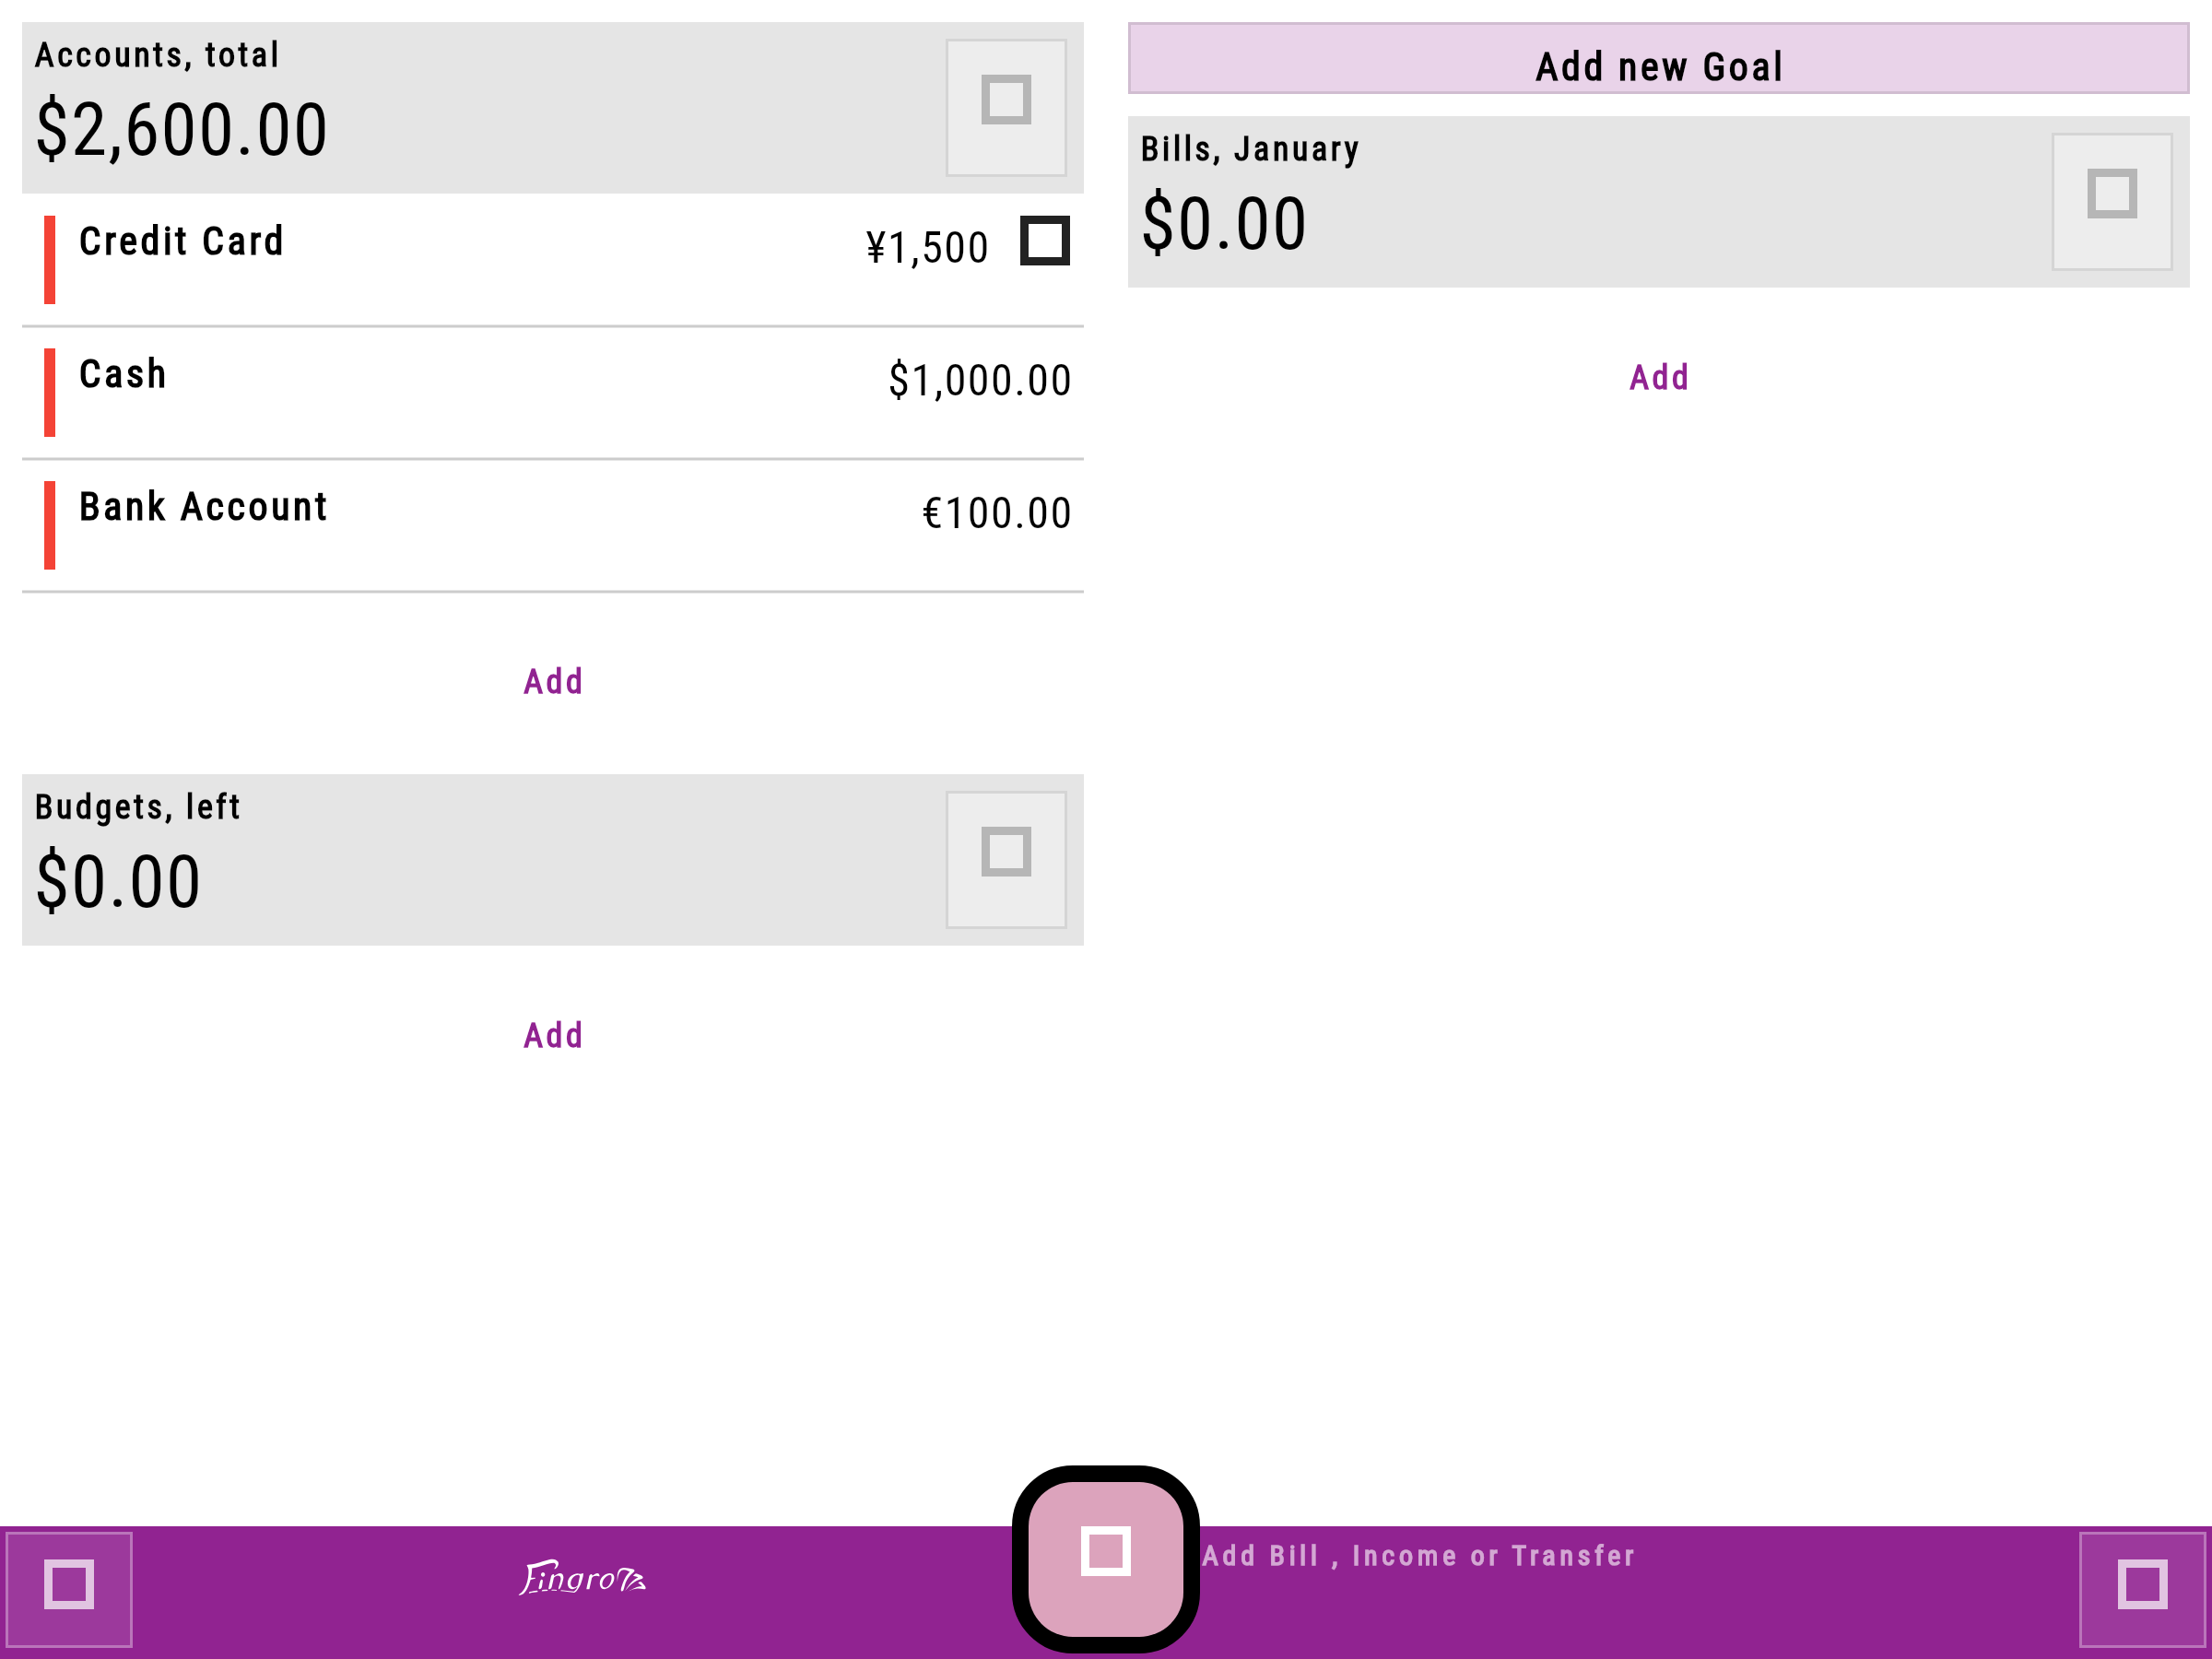 Accounts, total
$2,600.00
Credit Card
¥1,500
Cash
$1,000.00
Bank Account
€100.00
Add
Budgets, left
$0.00
Add
Add new Goal
Bills, January
$0.00
Add
Add Bill , Income or Transfer